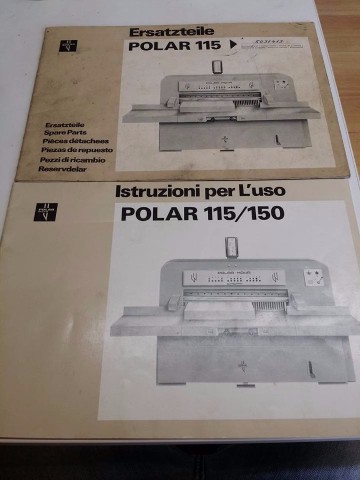 Ersatzteile
POLAR 115
Ersatzteile
Spare Parts
Pièces détachees
Piezas de repuesto
Pezzi di ricambio
Reservdelar
Istruzioni per L'uso
POLAR 115/150